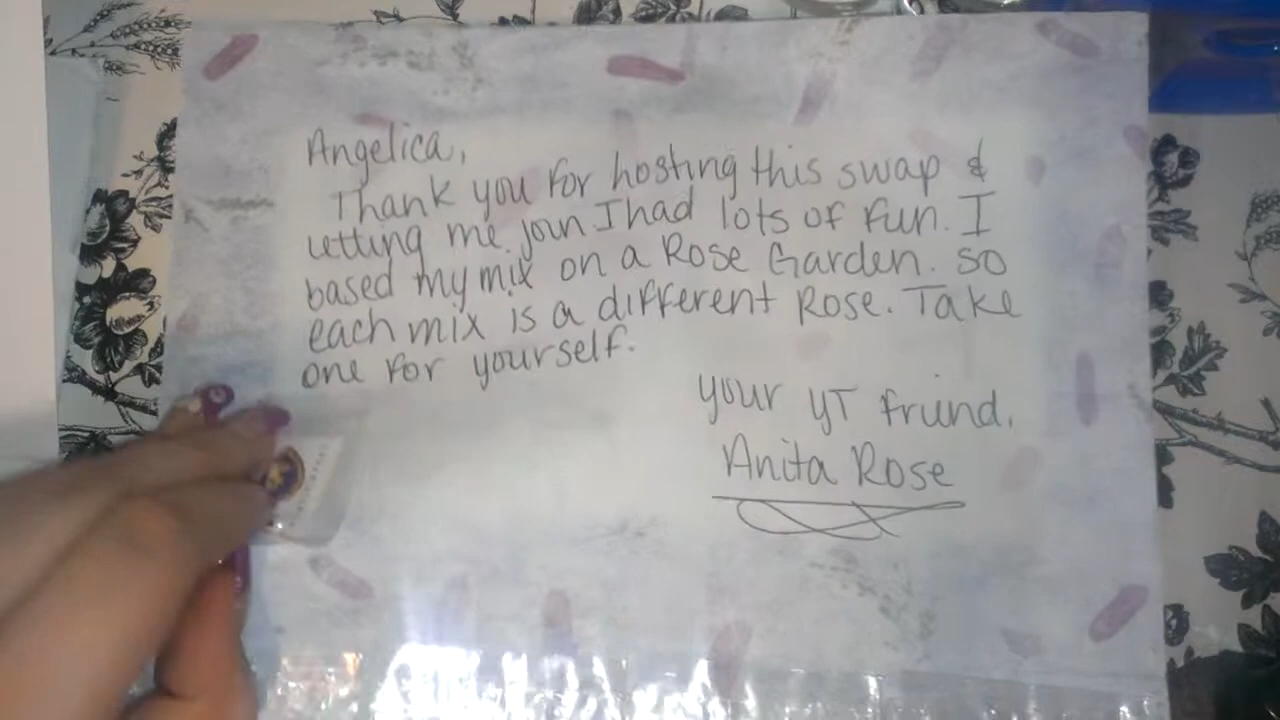 Angelica,
Thank you for hosting this swap &
letting me join. I had lots of fun. I
based my mix on a Rose Garden. So
each mix is a different Rose. Take
one for yourself.
your YT friend,
Anita Rose